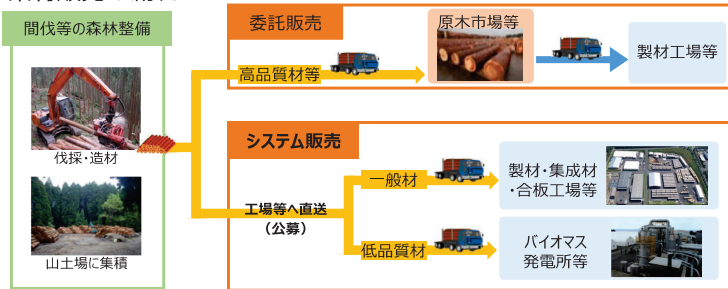 間伐等の森林整備
伐採・造材
山土場に集積
委託販売
高品質材等
原木市場等
製材工場等
システム販売
工場等へ直送
（公募）
一般材
製材・集成材
・合板工場等
低品質材
バイオマス
発電所等